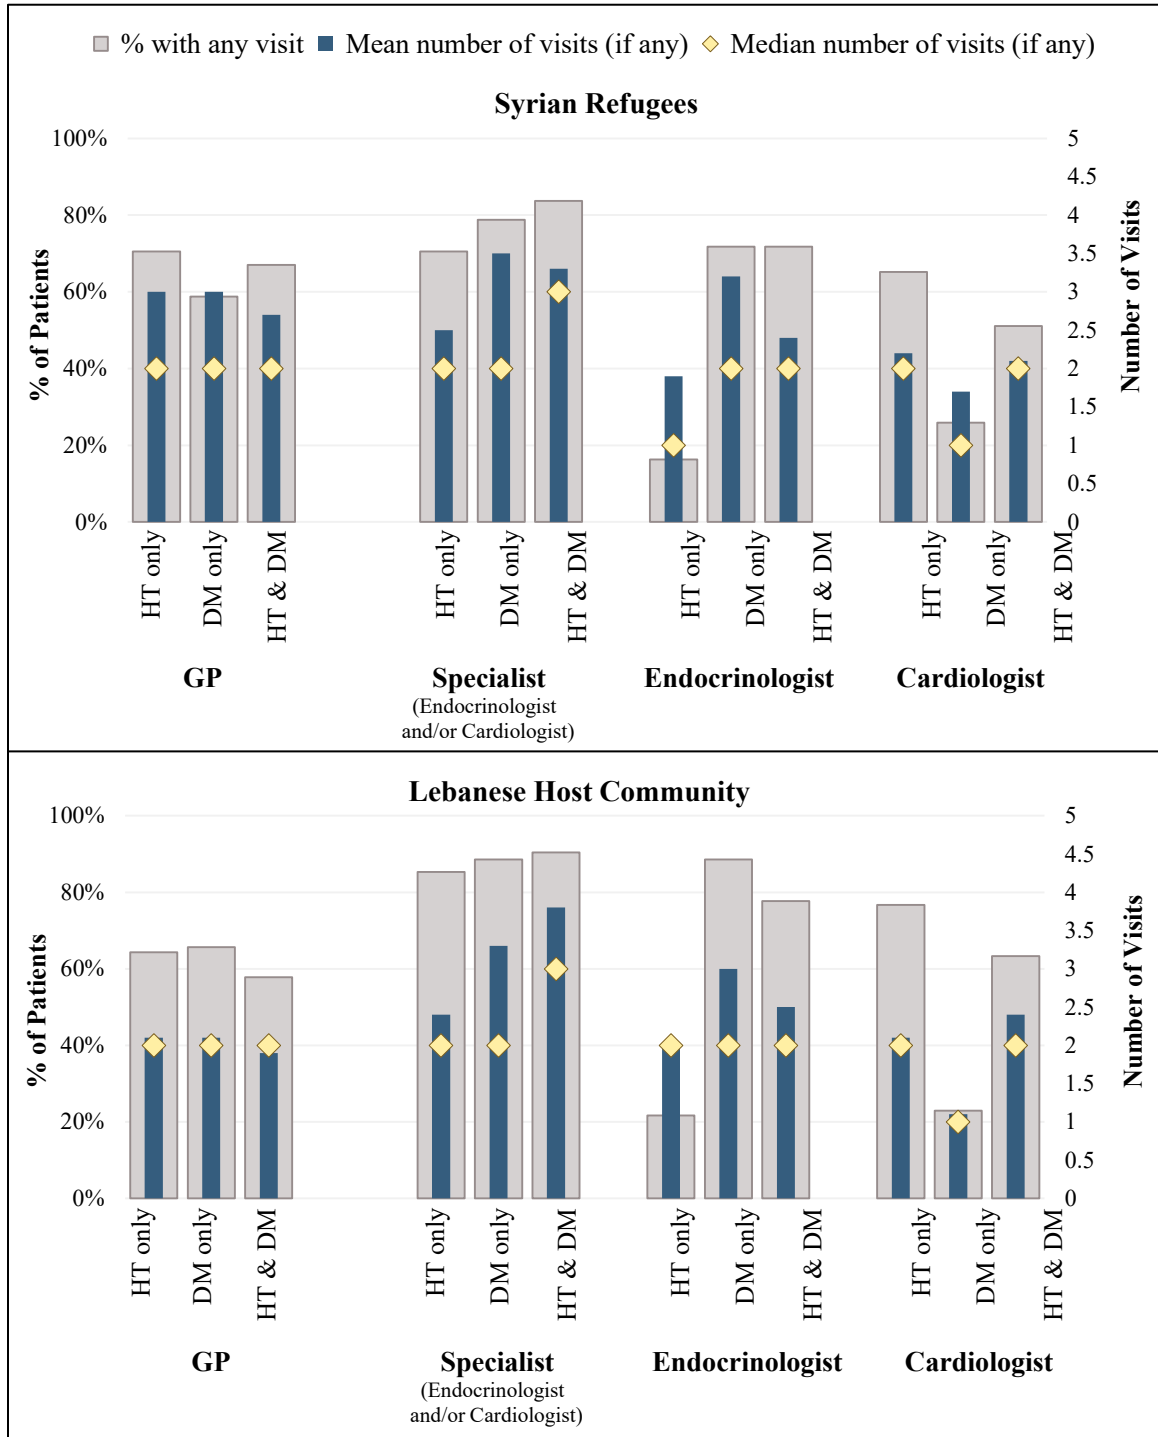 % with any visit Mean number of visits (if any) Median number of visits (if any)
Syrian Refugees
% of Patients
100%
80%
60%
40%
20%
0%
Number of Visits
5
4.5
4
3.5
3
2.5
2
1.5
1
0.5
0
HT only
DM only
HT & DM
HT only
DM only
HT & DM
HT only
DM only
HT & DM
HT only
DM only
HT & DM
GP
Specialist
(Endocrinologist
and/or Cardiologist)
Endocrinologist
Cardiologist
Lebanese Host Community
% of Patients
100%
80%
60%
40%
20%
0%
Number of Visits
5
4.5
4
3.5
3
2.5
2
1.5
1
0.5
0
HT only
DM only
HT & DM
HT only
DM only
HT & DM
HT only
DM only
HT & DM
HT only
DM only
HT & DM
GP
Specialist
(Endocrinologist
and/or Cardiologist)
Endocrinologist
Cardiologist